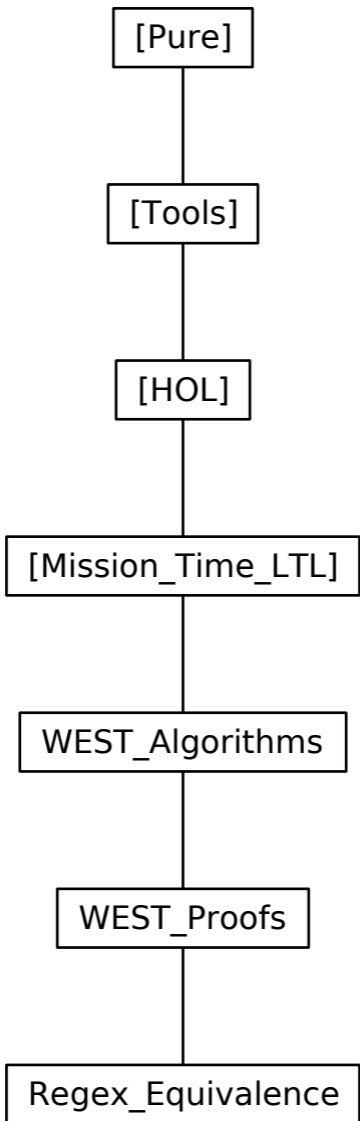 [Pure]
[Tools]
[HOL]
[Mission_Time_LTL]
WEST_Algorithms
WEST_Proofs
Regex_Equivalence